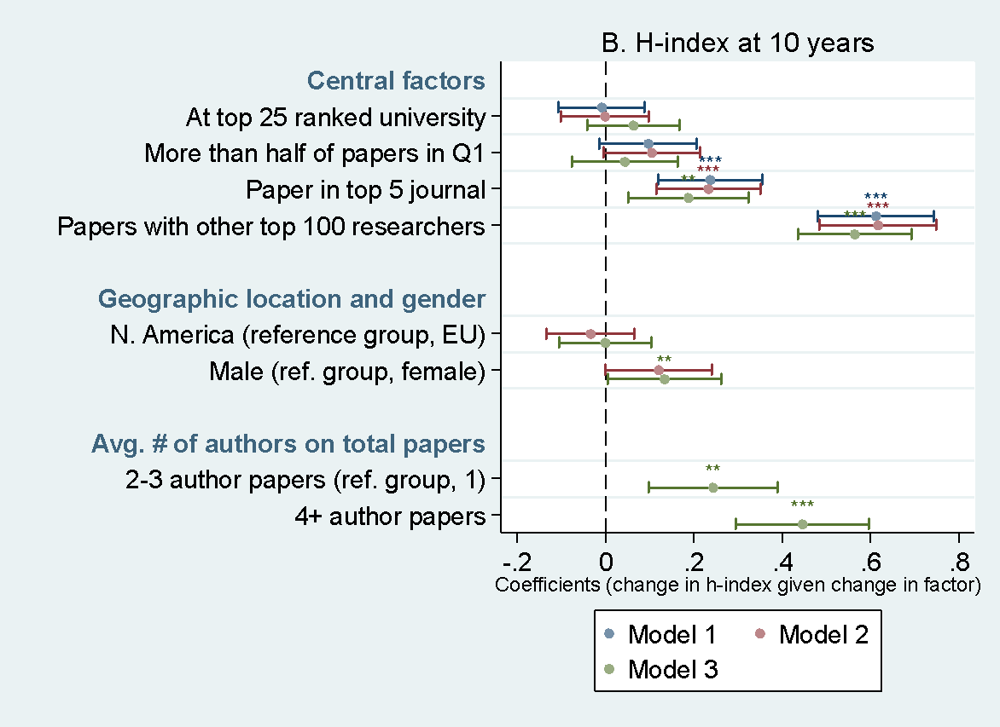 B. H-index at 10 years
Central factors
At top 25 ranked university
More than half of papers in Q1
***
***
**
Paper in top 5 journal
***
***
***
Papers with other top 100 researchers
Geographic location and gender
N. America (reference group, EU)
**
Male (ref. group, female)
Avg. # of authors on total papers
**
2-3 author papers (ref. group, 1)
***
4+ author papers
-.2 0 .2 .4 .6 .8
Coefficients (change in h-index given change in factor)
Model 1 Model 2
Model 3